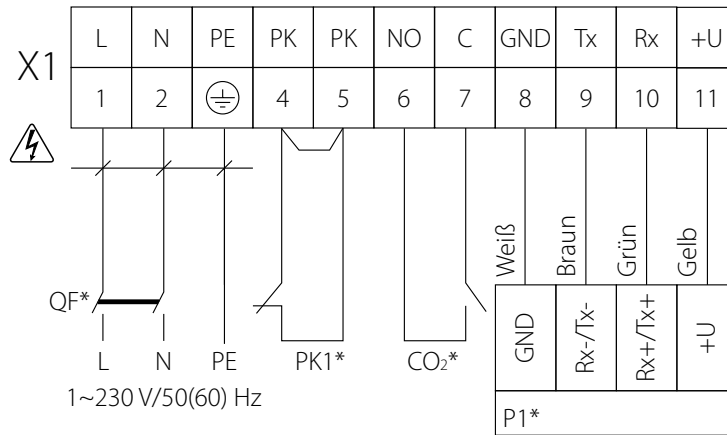 X1
L N PE PK PK NO C GND Tx Rx +U
1 2 4 5 6 7 8 9 10 11
Weiß Braun Grün Gelb
QF*
L N PE PK1* CO₂*
1~230 V/50(60) Hz
GND Rx-/Tx- Rx+/Tx+ +U
P1*